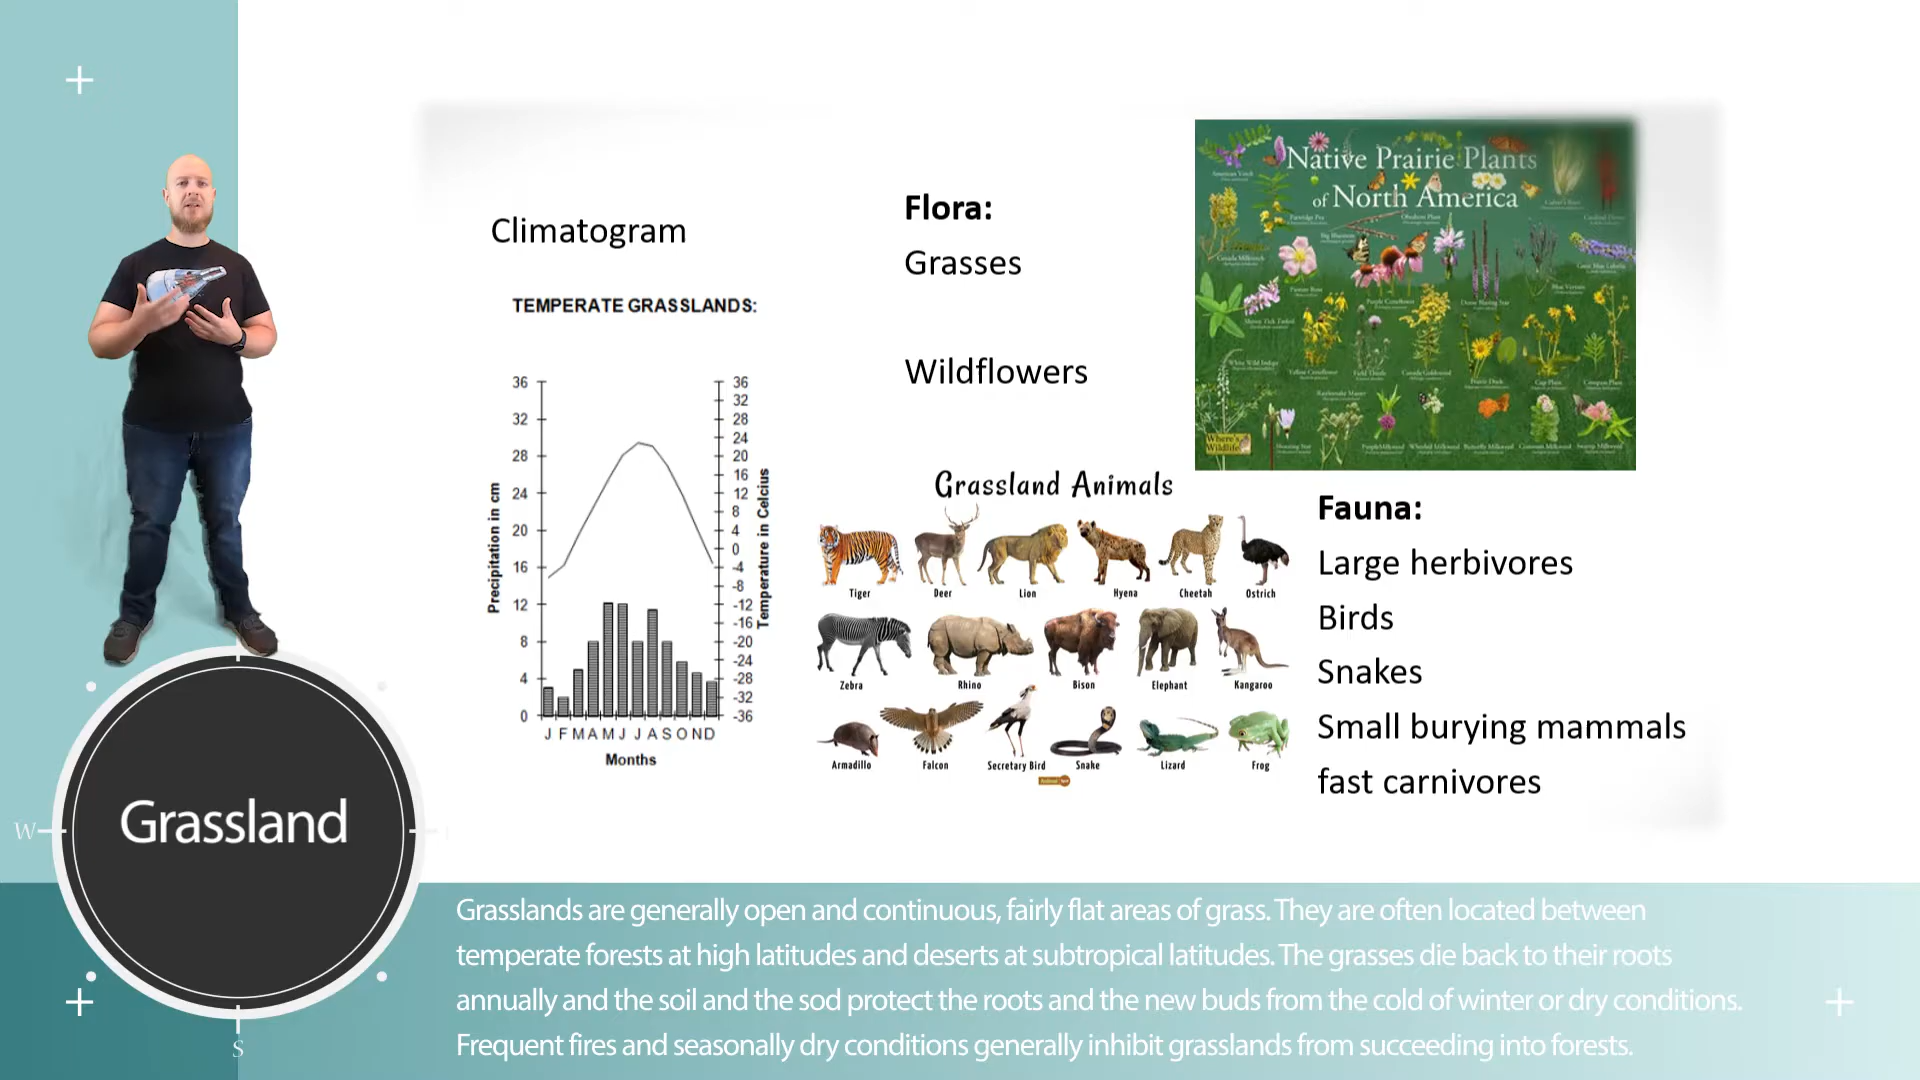 Climatogram
TEMPERATE GRASSLANDS:
36
32
28
24
20
16
12
8
4
0
Precipitation in cm
36
32
28
24
20
16
12
8
4
0
-4
-8
-12
-16
-20
-24
-28
-32
-36
Temperature in Celcius
J F M A M J J A S O N D
Months
Flora:
Grasses
Wildflowers
Native Prairie Plants
of North America
Where's
Wildlife
Grassland Animals
Tiger Deer Lion Hyena Cheetah Ostrich
Zebra Rhino Bison Elephant Kangaroo
Armadillo Falcon Secretary Bird Snake Lizard Frog
Fauna:
Large herbivores
Birds
Snakes
Small burying mammals
fast carnivores
Grassland
W
S
Grasslands are generally open and continuous, fairly flat areas of grass. They are often located between
temperate forests at high latitudes and deserts at subtropical latitudes. The grasses die back to their roots
annually and the soil and the sod protect the roots and the new buds from the cold of winter or dry conditions.
Frequent fires and seasonally dry conditions generally inhibit grasslands from succeeding into forests.